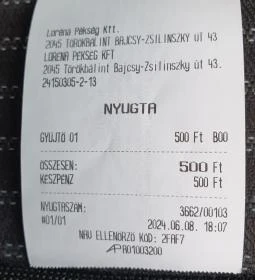 Lorena Pékség Kft.
2045 TÖRÖKBÁLINT BAJCSY-ZSILINSZKY ÚT 43
LORENA PÉKSÉG KFT
2045 Törökbálint Bajcsy-Zsilinszky út 43.
24150305-2-13
NYUGTA
GYŰJTŐ 01 500 Ft B00
ÖSSZESEN: 500 Ft
KÉSZPÉNZ 500 Ft
NYUGTASZÁM: 3662/00103
#01/01 2024.06.08. 18:07
NAV ELLENŐRZŐ KÓD: 2FAF7
AP A01003200